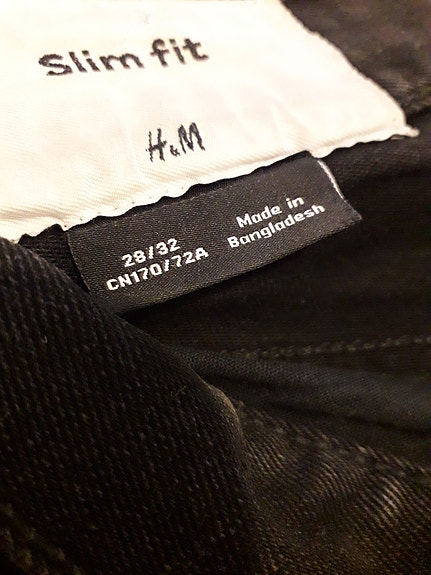 Slim fit
H&M
28/32
CN170/72A
Made in
Bangladesh